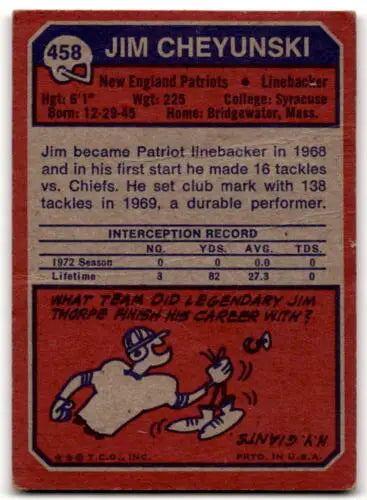 458
JIM CHEYUNSKI
New England Patriots ● Linebacker
Hgt: 6'1" Wgt: 225 College: Syracuse
Born: 12-29-45 Home: Bridgewater, Mass.
Jim became Patriot linebacker in 1968
and in his first start he made 16 tackles
vs. Chiefs. He set club mark with 138
tackles in 1969, a durable performer.
INTERCEPTION RECORD
NO. YDS. AVG. TDS.
1972 Season 0 0 0.0 0
Lifetime 3 82 27.3 0
WHAT TEAM DID LEGENDARY JIM
THORPE FINISH HIS CAREER WITH?
N.Y. GIANTS
★★© T.C.G., INC. PRTD. IN U.S.A.